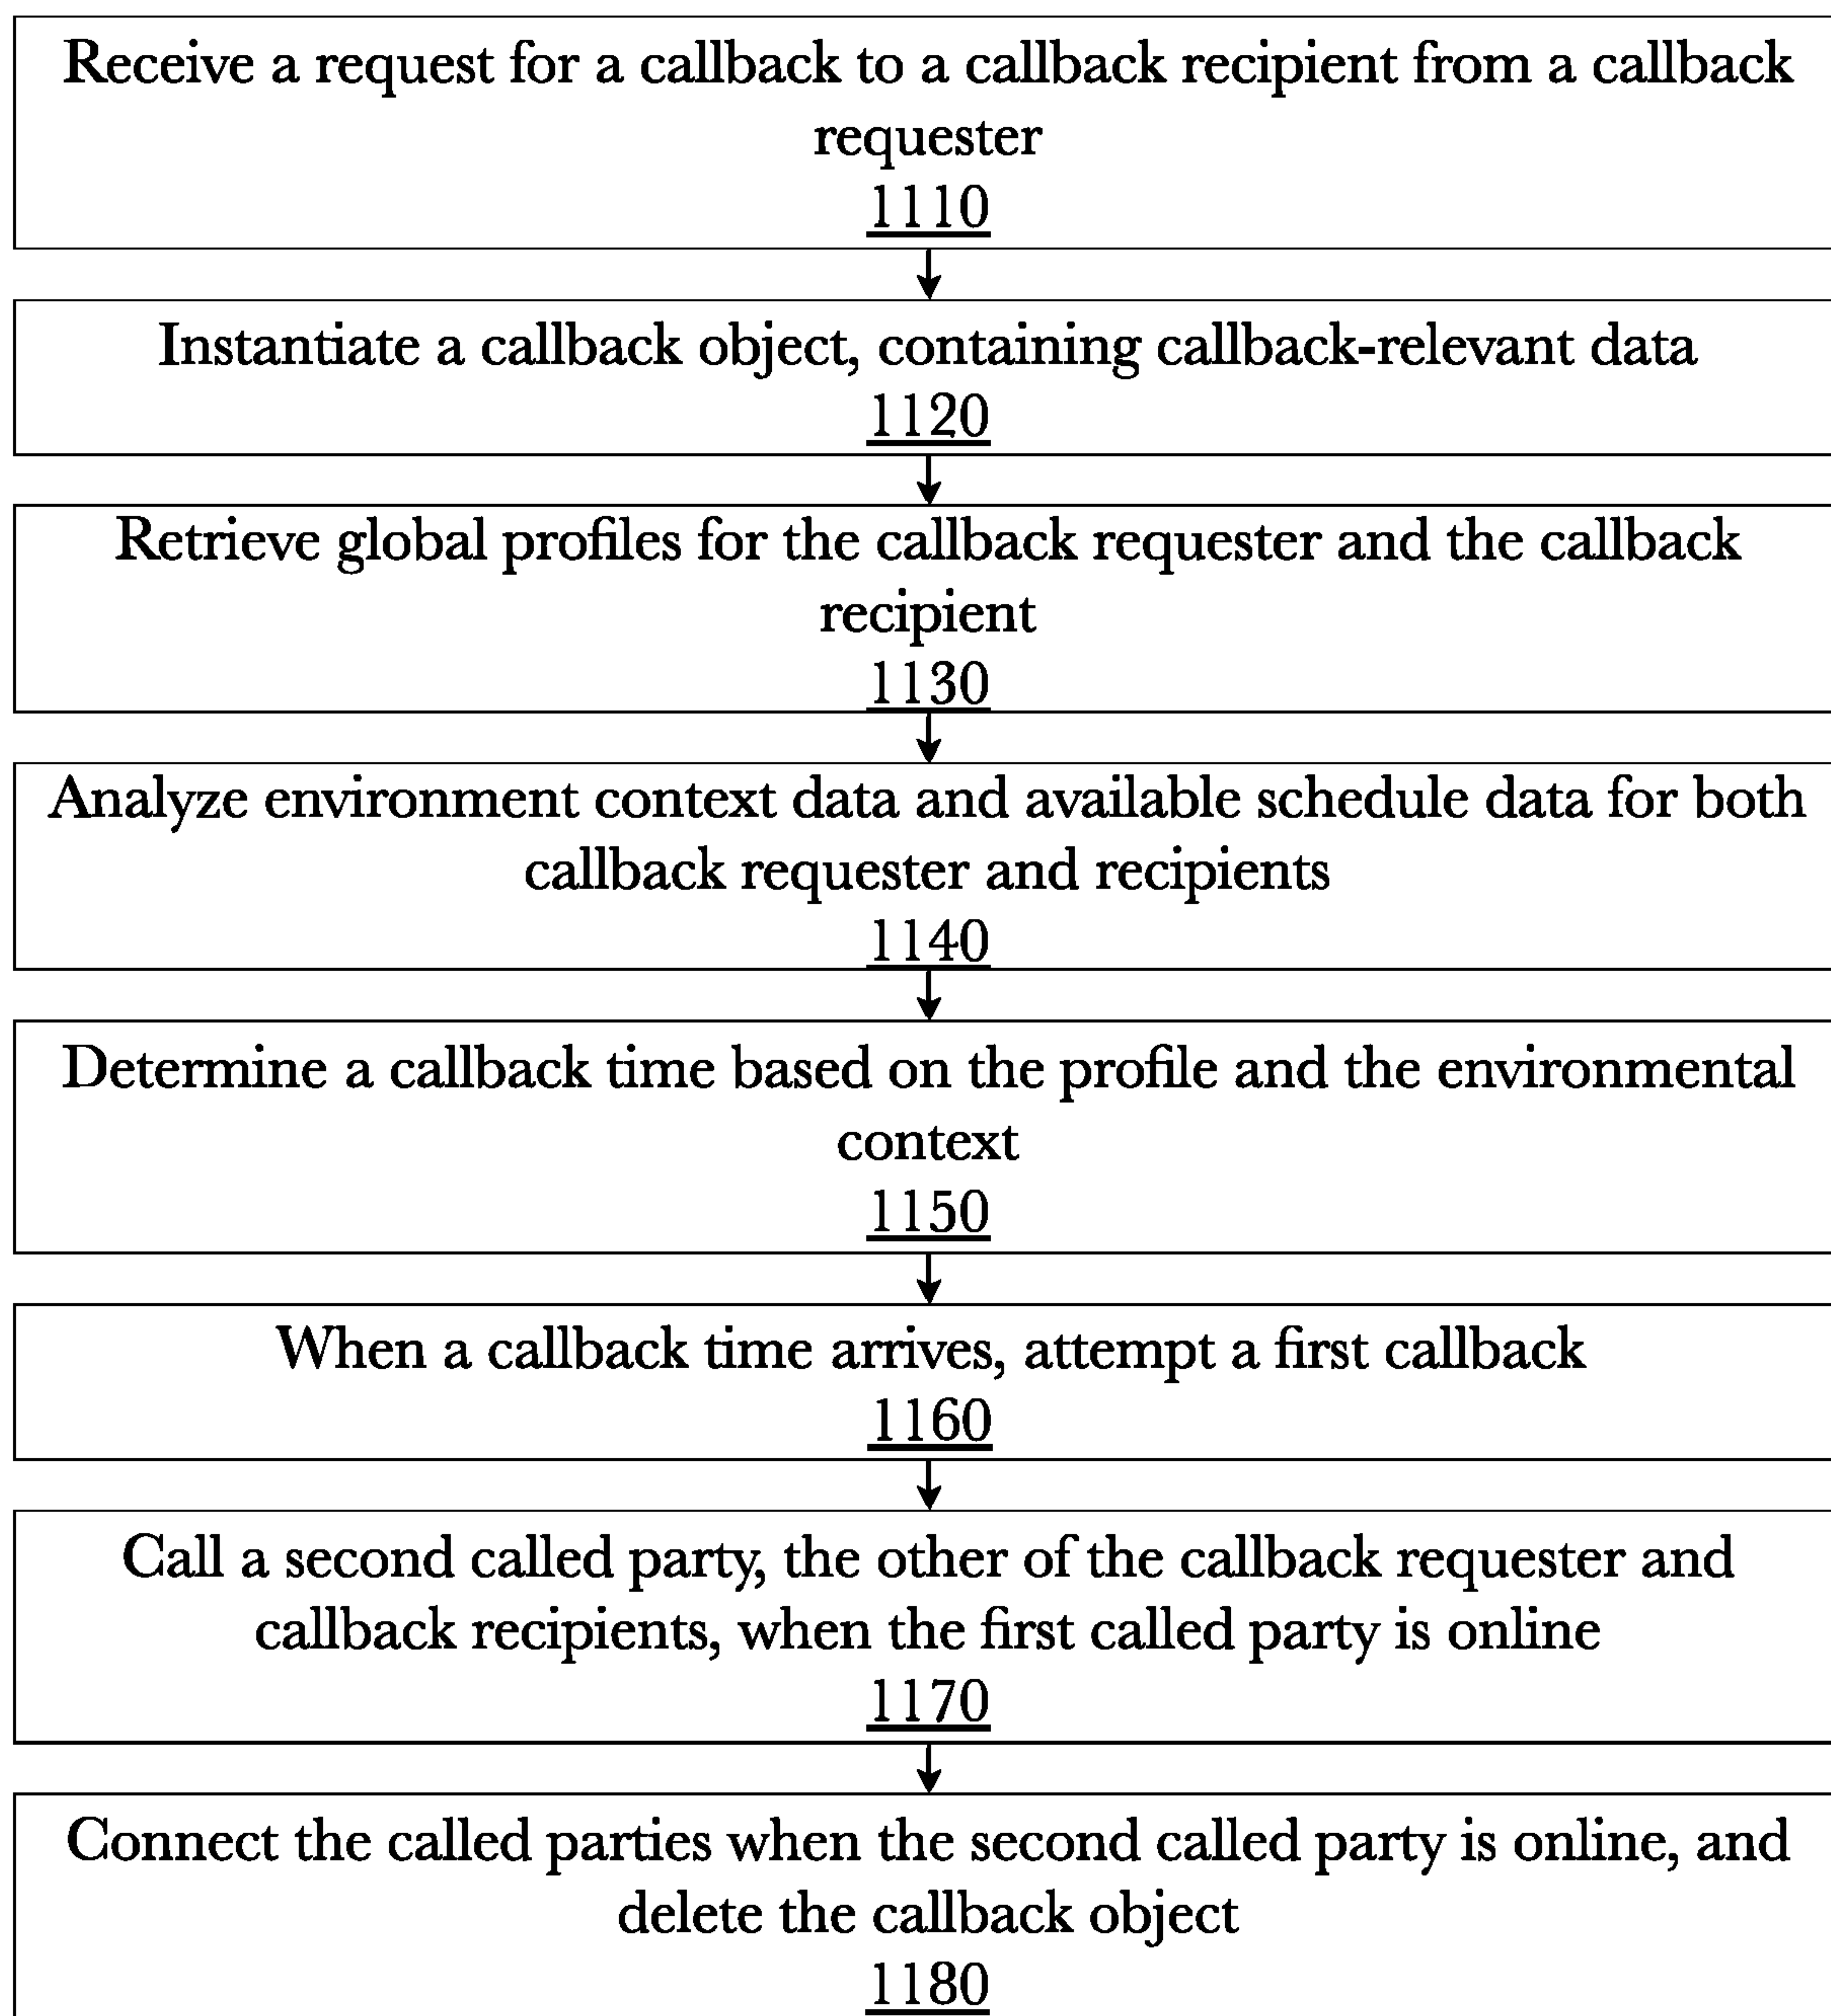 Receive a request for a callback to a callback recipient from a callback
requester
1110
Instantiate a callback object, containing callback-relevant data
1120
Retrieve global profiles for the callback requester and the callback
recipient
1130
Analyze environment context data and available schedule data for both
callback requester and recipients
1140
Determine a callback time based on the profile and the environmental
context
1150
When a callback time arrives, attempt a first callback
1160
Call a second called party, the other of the callback requester and
callback recipients, when the first called party is online
1170
Connect the called parties when the second called party is online, and
delete the callback object
1180